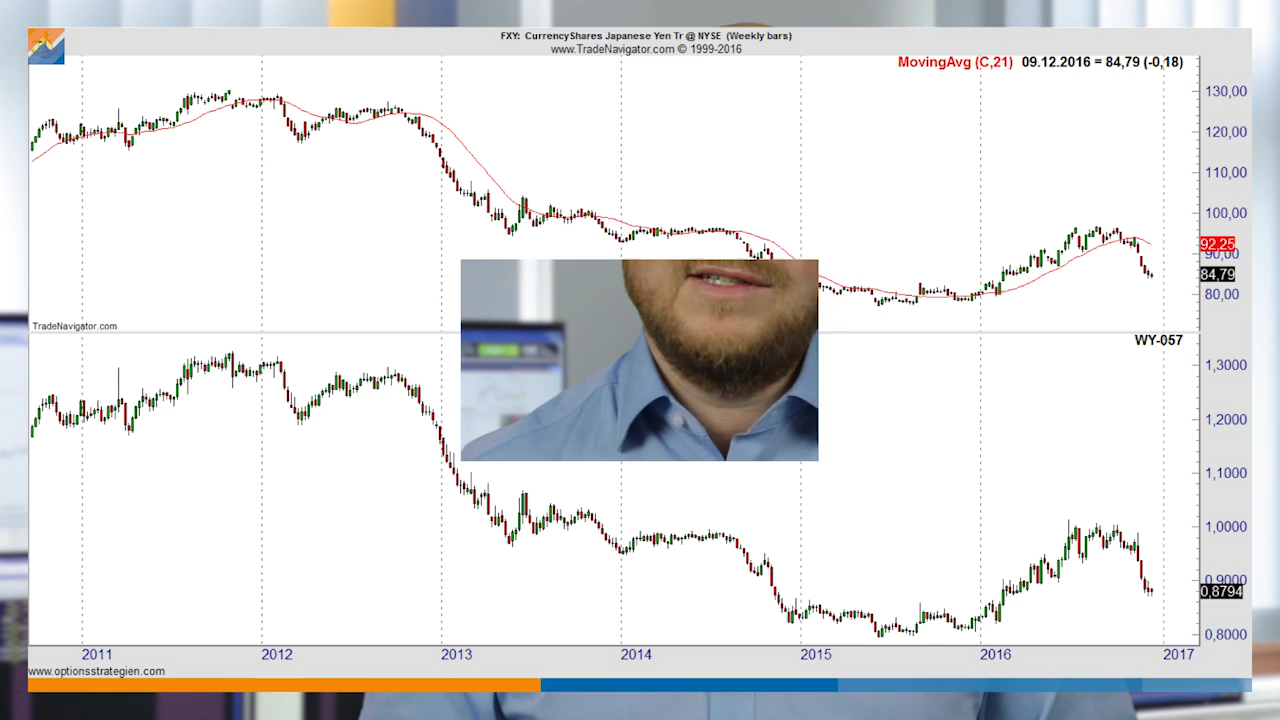 FXY: CurrencyShares Japanese Yen Tr @ NYSE (Weekly bars)
www.TradeNavigator.com © 1999-2016
MovingAvg (C,21) 09.12.2016 = 84,79 (-0,18)
130,00
120,00
110,00
100,00
92,25
90,00
84,79
80,00
TradeNavigator.com
WY-057
1,3000
1,2000
1,1000
1,0000
0,9000
0,8794
0,8000
2011 2012 2013 2014 2015 2016 2017
www.optionsstrategien.com